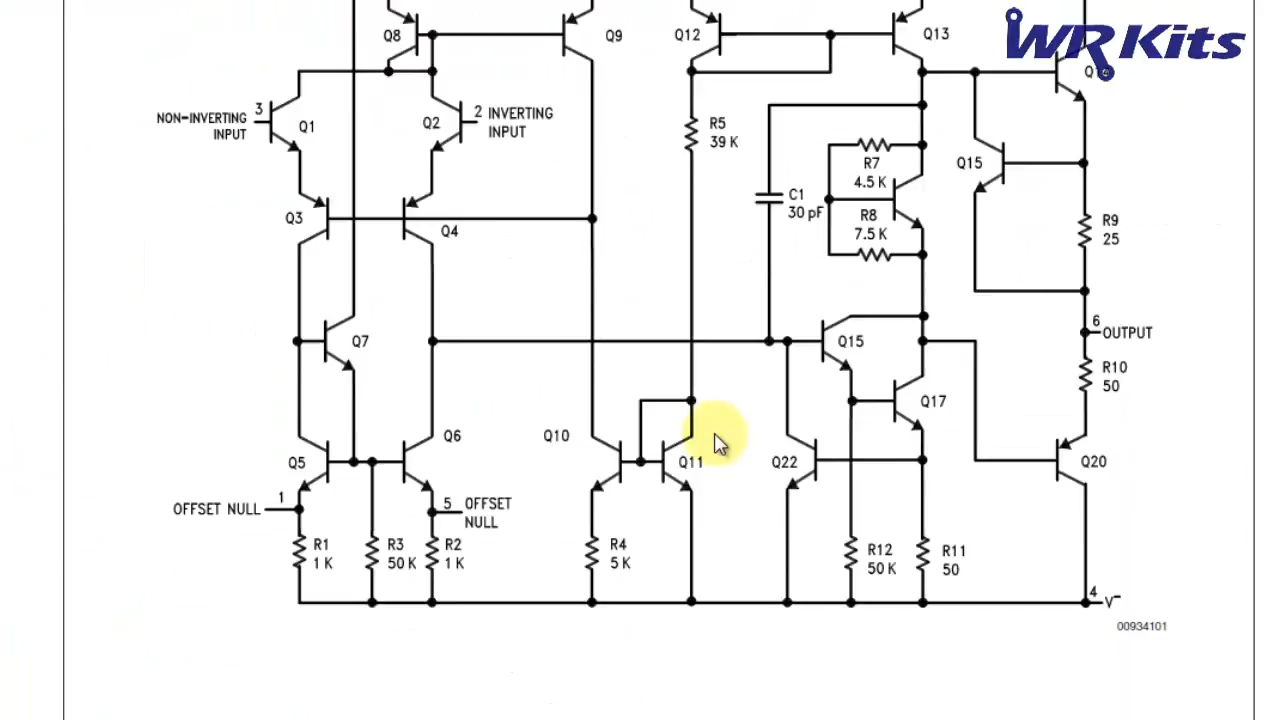 WR Kits
Q8
Q9
Q12
Q13
3
NON-INVERTING
INPUT
Q1
Q2
2 INVERTING
INPUT
R5
39 K
Q15
R7
4.5 K
C1
30 pF
R8
7.5 K
Q3
Q4
R9
25
Q7
Q15
6
OUTPUT
R10
50
Q17
Q5
Q6
Q10
Q11
Q22
Q20
1
OFFSET NULL
5 OFFSET
NULL
R1
1 K
R3
50 K
R2
1 K
R4
5 K
R12
50 K
R11
50
4
V−
00934101